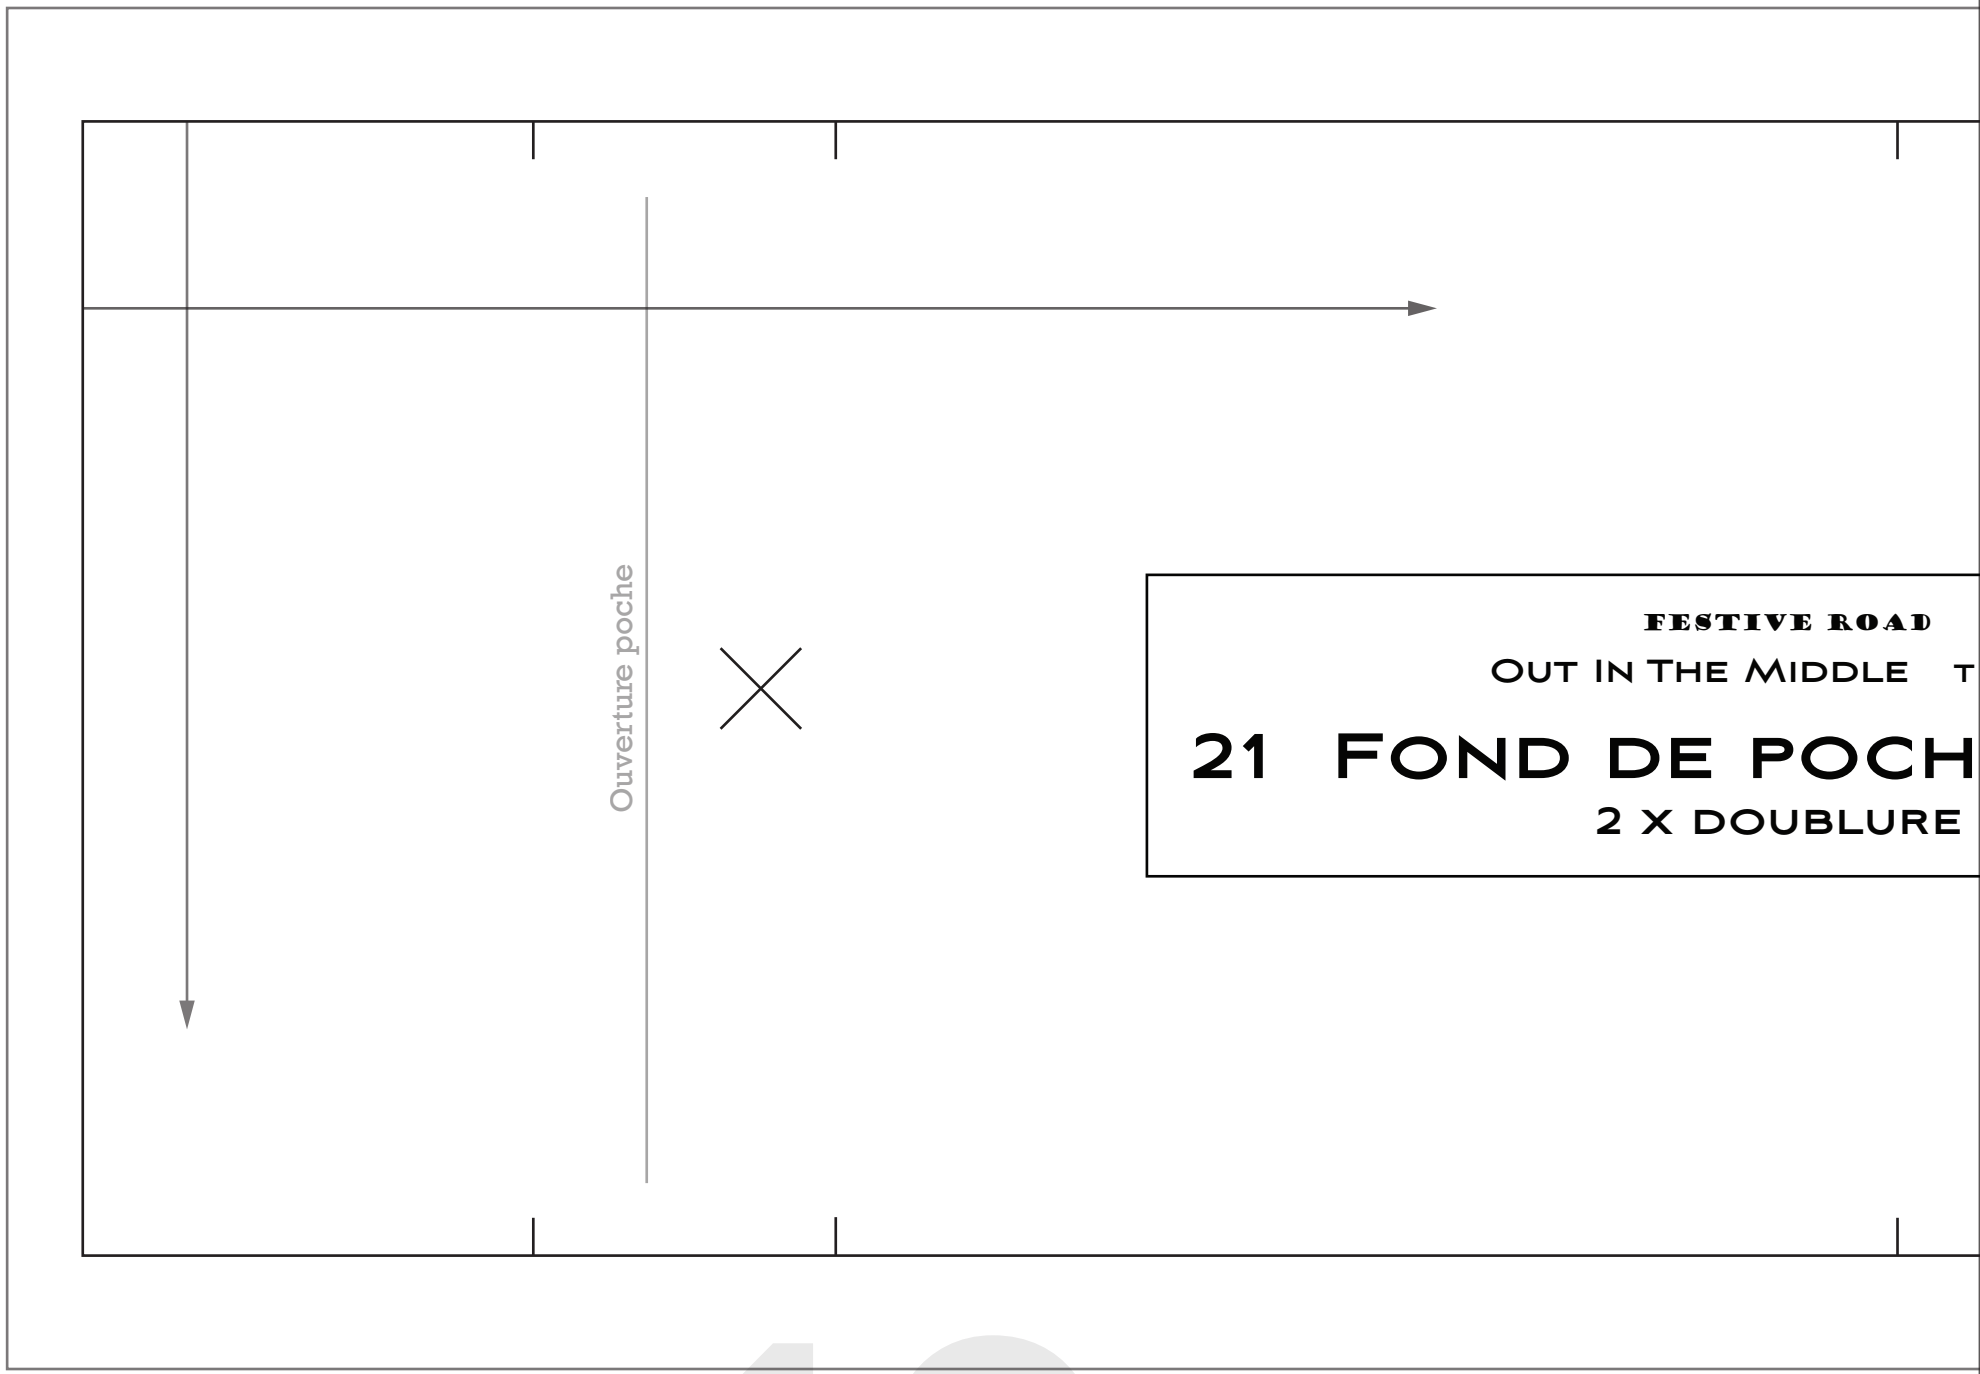 Ouverture poche
FESTIVE ROAD
OUT IN THE MIDDLE T
21 FOND DE POCH
2 X DOUBLURE